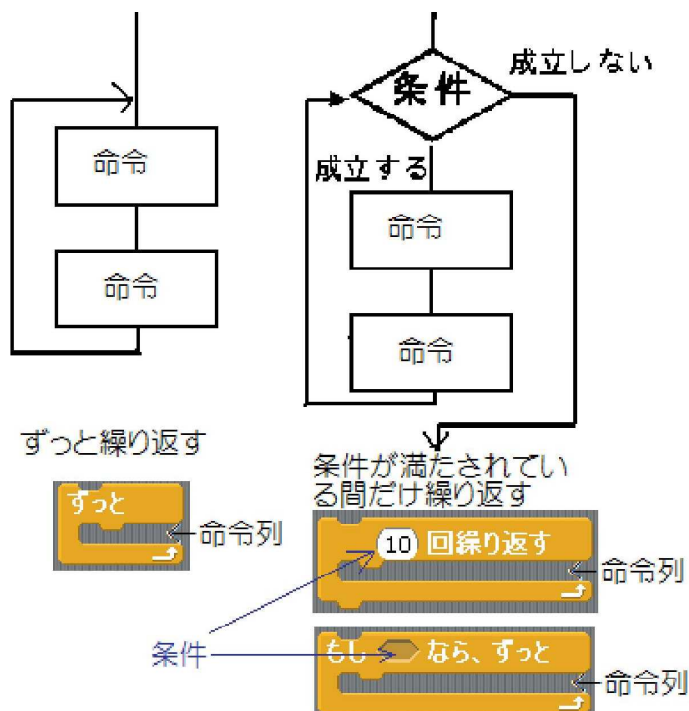 命令
命令
ずっと繰り返す
ずっと
命令列
条件
成立しない
成立する
命令
命令
条件が満たされてい
る間だけ繰り返す
10 回繰り返す
命令列
条件
もし なら、ずっと
命令列